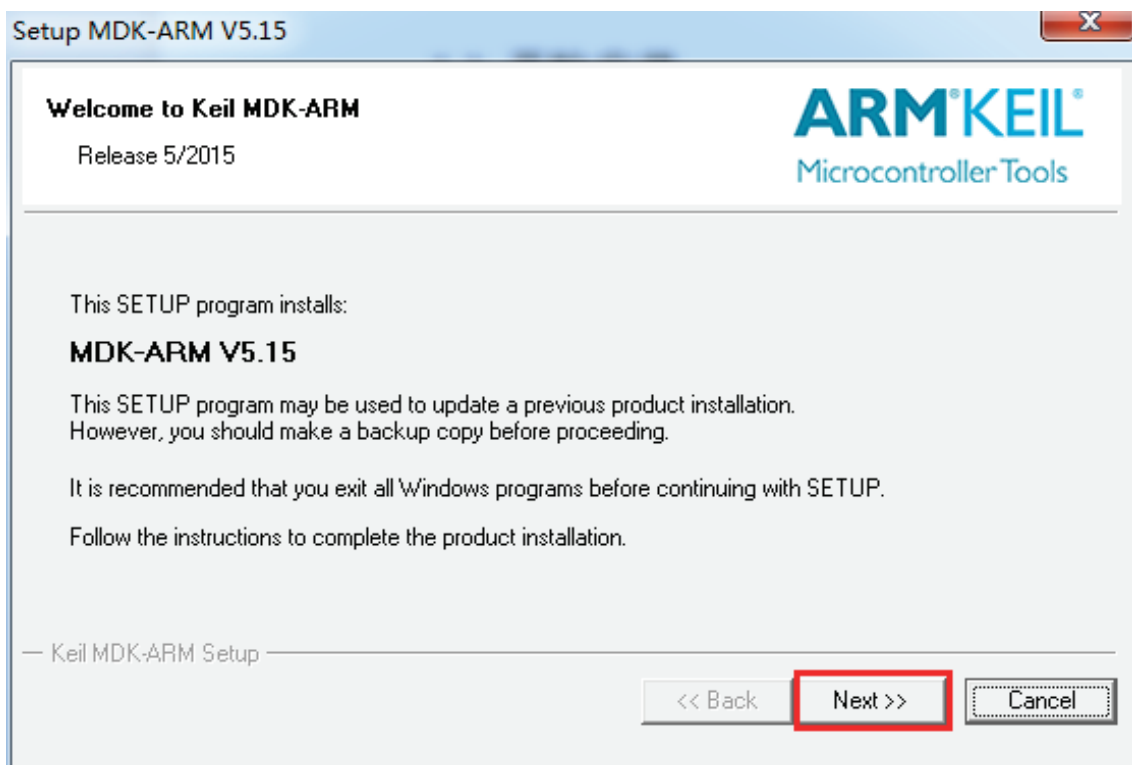 Setup MDK-ARM V5.15
Welcome to Keil MDK-ARM
Release 5/2015
ARM®KEIL®
Microcontroller Tools
This SETUP program installs:
MDK-ARM V5.15
This SETUP program may be used to update a previous product installation.
However, you should make a backup copy before proceeding.
It is recommended that you exit all Windows programs before continuing with SETUP.
Follow the instructions to complete the product installation.
Keil MDK-ARM Setup
<< Back Next >> Cancel